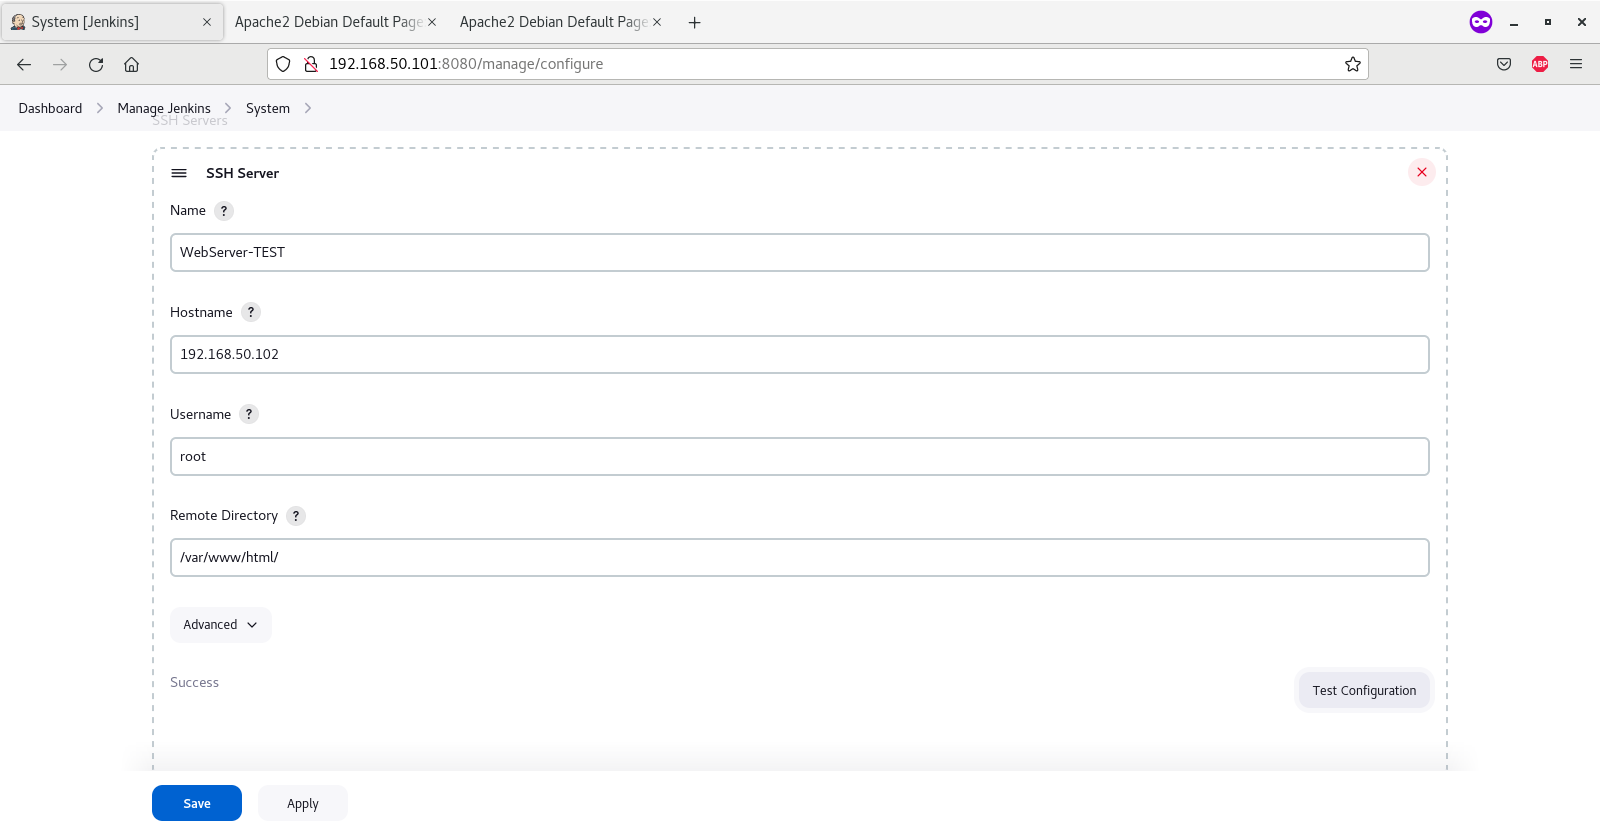 System [Jenkins]
Apache2 Debian Default Page
Apache2 Debian Default Page
192.168.50.101:8080/manage/configure
ABP
Dashboard > Manage Jenkins > System >
SSH Servers
SSH Server
Name ?
WebServer-TEST
Hostname ?
192.168.50.102
Username ?
root
Remote Directory ?
/var/www/html/
Advanced
Success
Test Configuration
Save
Apply